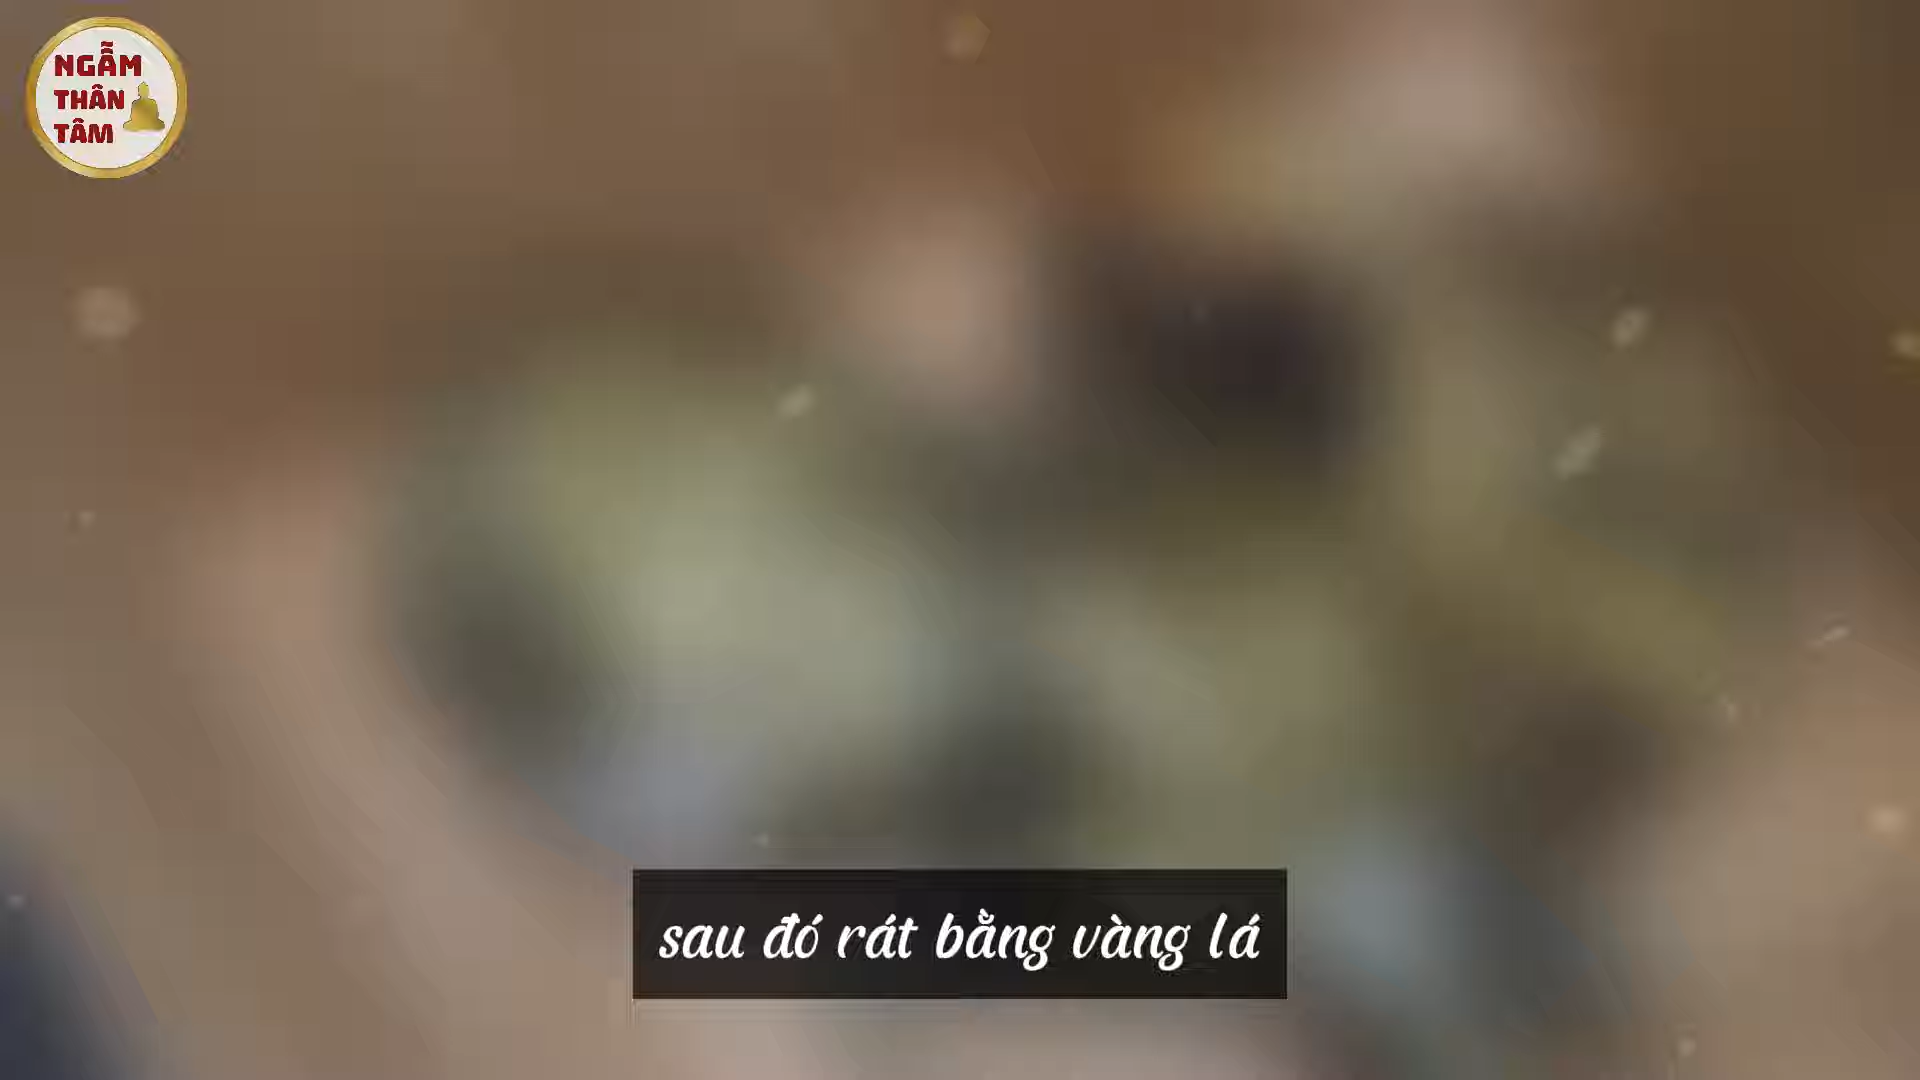 NGẪM
THÂN
TÂM
sau đó rát bằng vàng lá